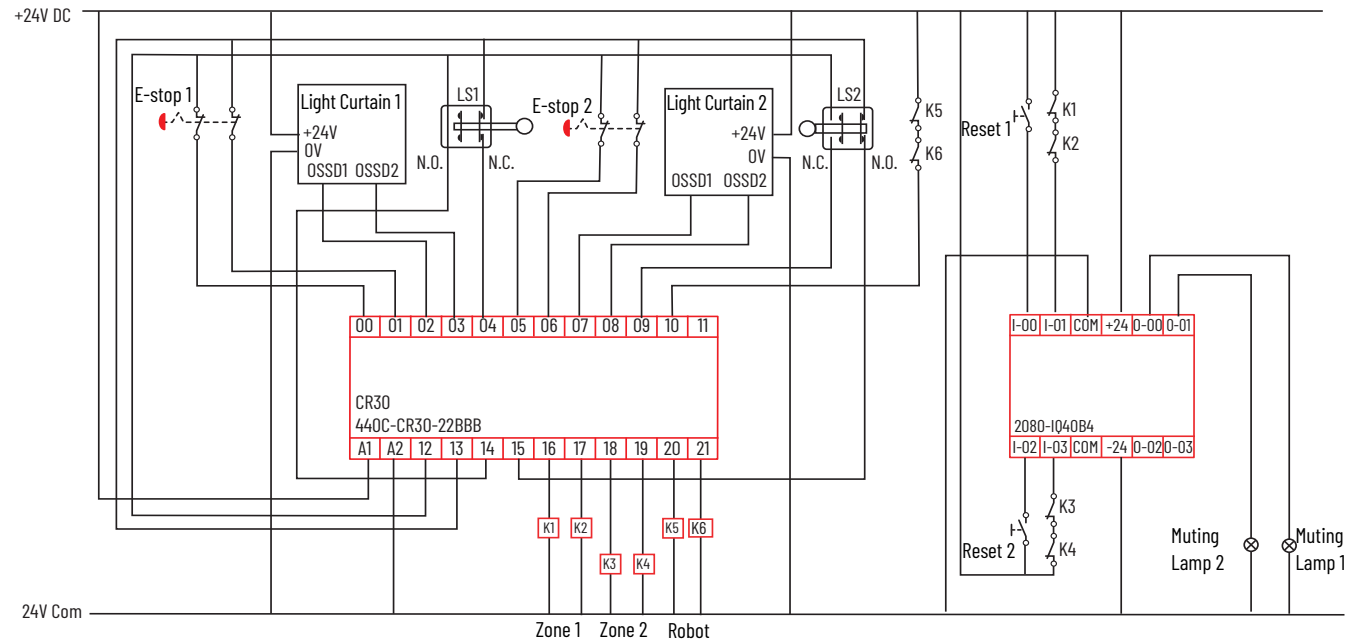 +24V DC
E-stop 1
Light Curtain 1
+24V
0V
OSSD1 OSSD2
LS1
N.O.
N.C.
E-stop 2
Light Curtain 2
+24V
0V
OSSD1 OSSD2
LS2
N.C.
N.O.
K5
K6
Reset 1
K1
K2
00 01 02 03 04 05 06 07 08 09 10 11
CR30
440C-CR30-22BBB
A1 A2 12 13 14 15 16 17 18 19 20 21
I-00 I-01 COM +24 O-00 O-01
2080-IQ40B4
I-02 I-03 COM -24 O-02 O-03
K1
K2
K3
K4
K5
K6
Reset 2
K3
K4
Muting
Lamp 2
Muting
Lamp 1
24V Com
Zone 1
Zone 2
Robot